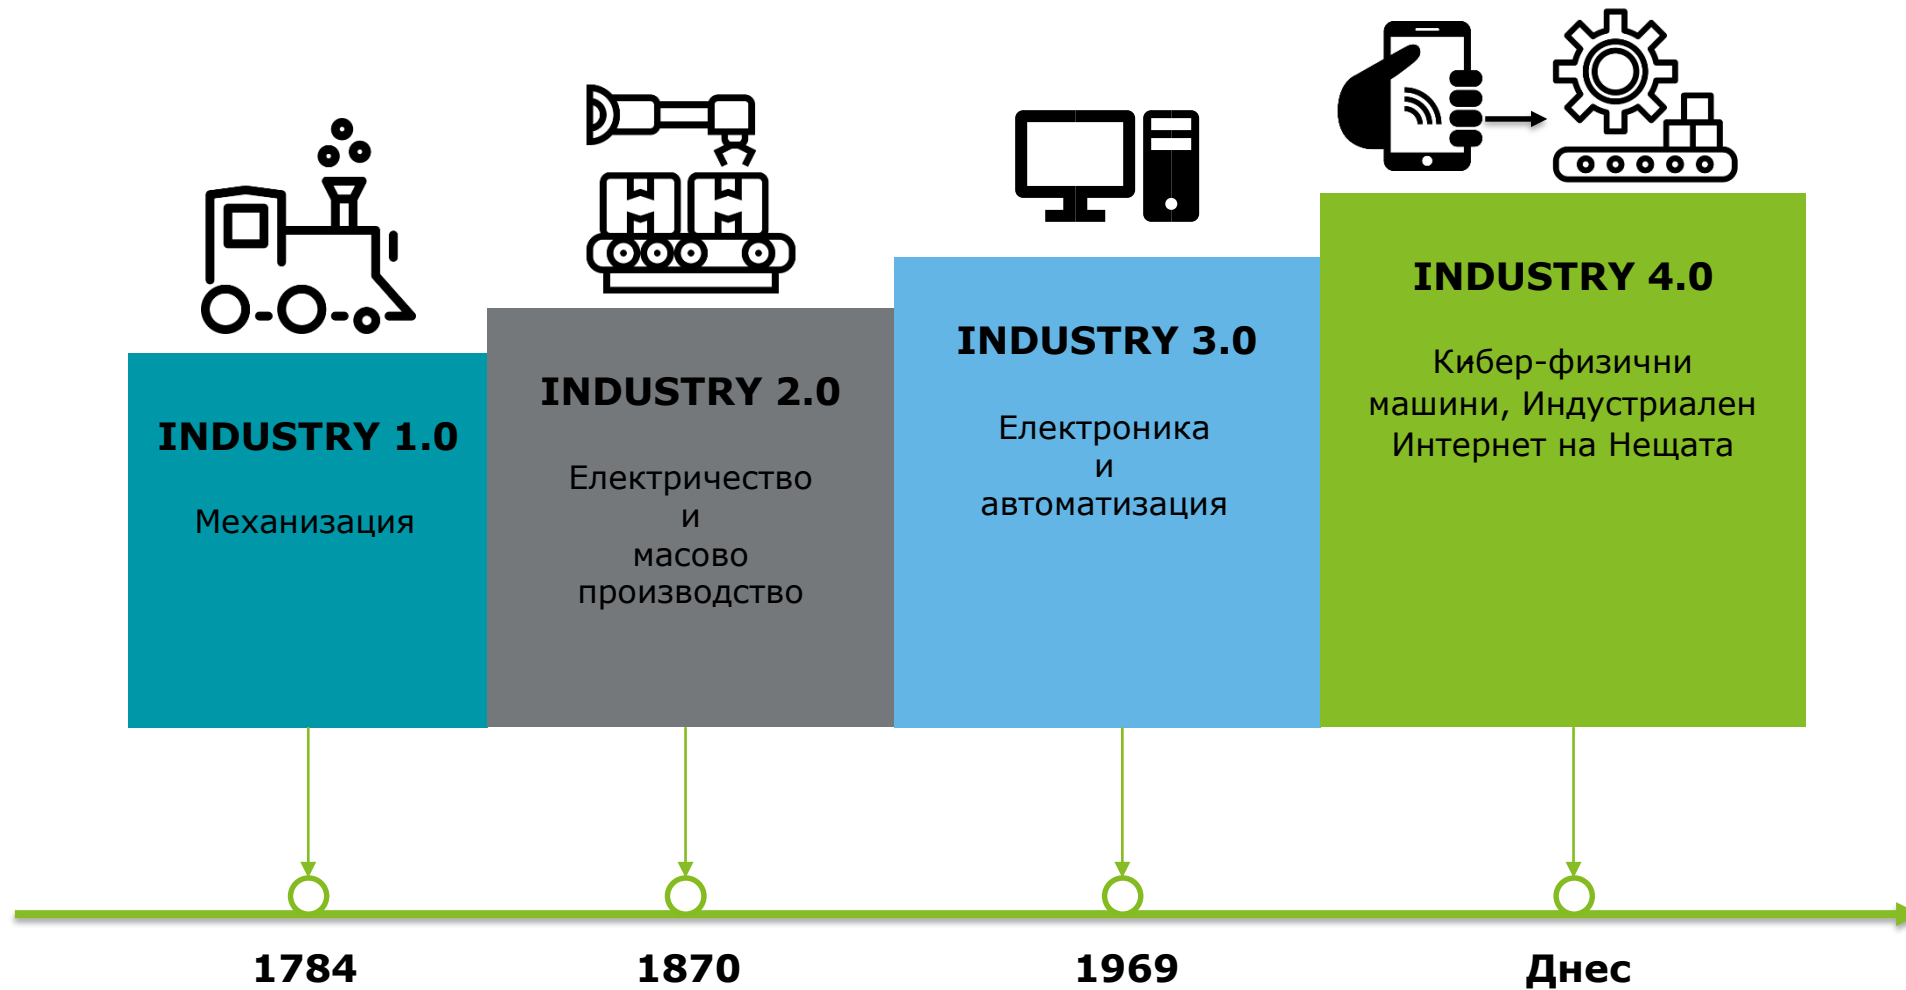 INDUSTRY 1.0
Механизация
INDUSTRY 2.0
Електричество
и
масово
производство
INDUSTRY 3.0
Електроника
и
автоматизация
INDUSTRY 4.0
Кибер-физични
машини, Индустриален
Интернет на Нещата
1784
1870
1969
Днес